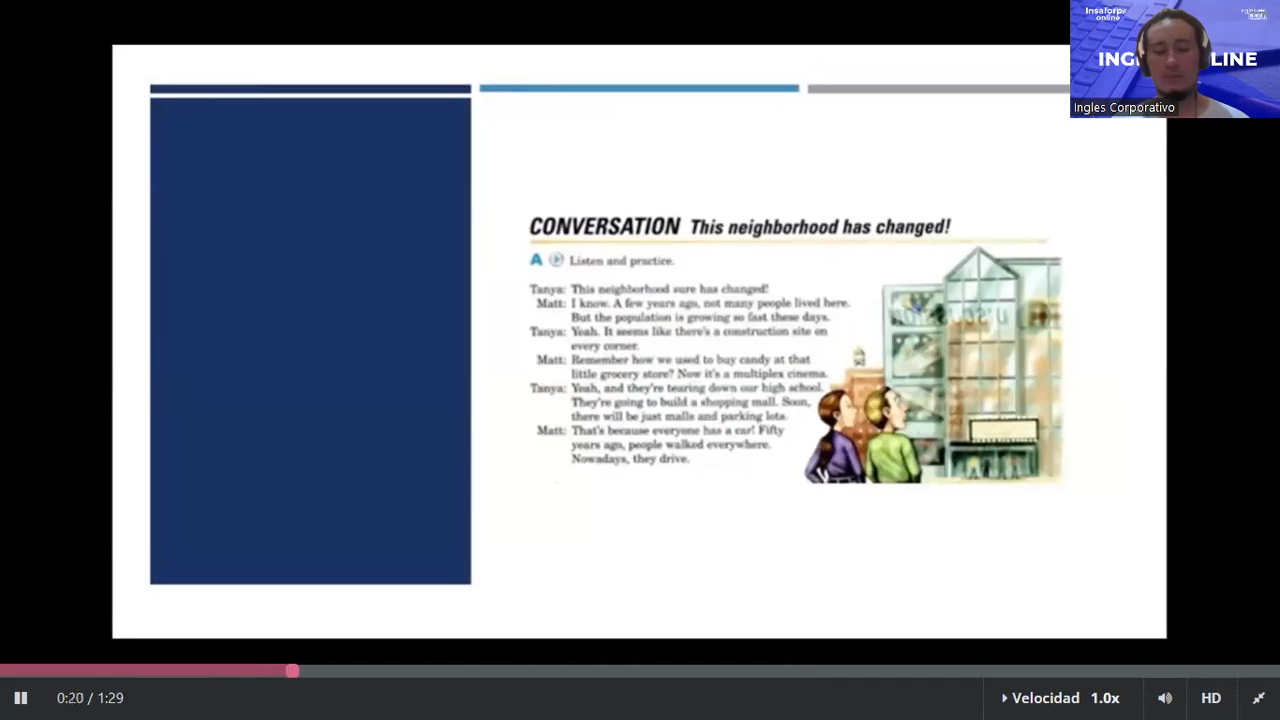 Insaforp
online
INGL LINE
Ingles Corporativo
CONVERSATION This neighborhood has changed!
A Listen and practice.
Tanya: This neighborhood sure has changed!
Matt: I know. A few years ago, not many people lived here.
But the population is growing so fast these days.
Tanya: Yeah. It seems like there's a construction site on
every corner.
Matt: Remember how we used to buy candy at that
little grocery store? Now it's a multiplex cinema.
Tanya: Yeah, and they're tearing down our high school.
They're going to build a shopping mall. Soon,
there will be just malls and parking lots.
Matt: That's because everyone has a car! Fifty
years ago, people walked everywhere.
Nowadays, they drive.
0:20 / 1:29
Velocidad 1.0x
HD